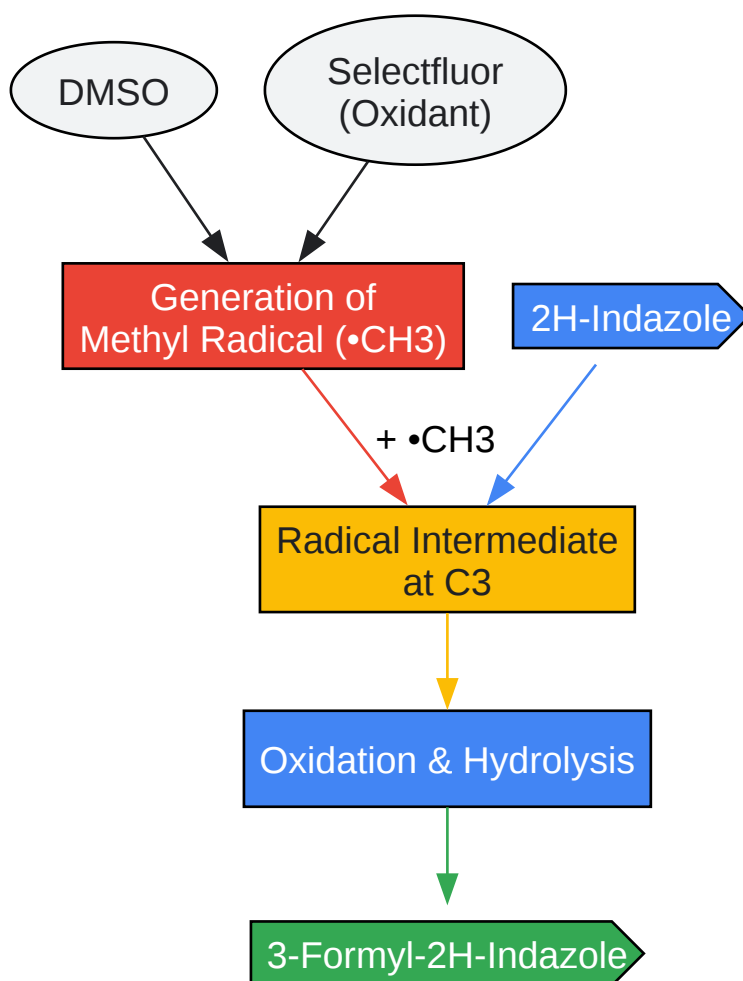 DMSO
Selectfluor
(Oxidant)
Generation of
Methyl Radical (•CH3)
2H-Indazole
+ •CH3
Radical Intermediate
at C3
Oxidation & Hydrolysis
3-Formyl-2H-Indazole